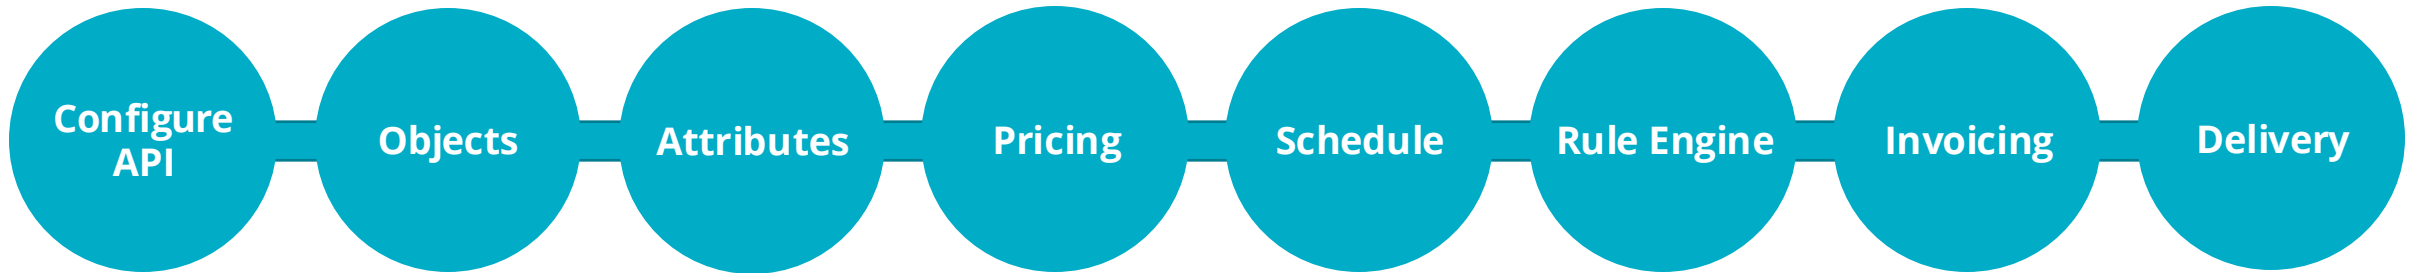 Configure
API
Objects
Attributes
Pricing
Schedule
Rule Engine
Invoicing
Delivery